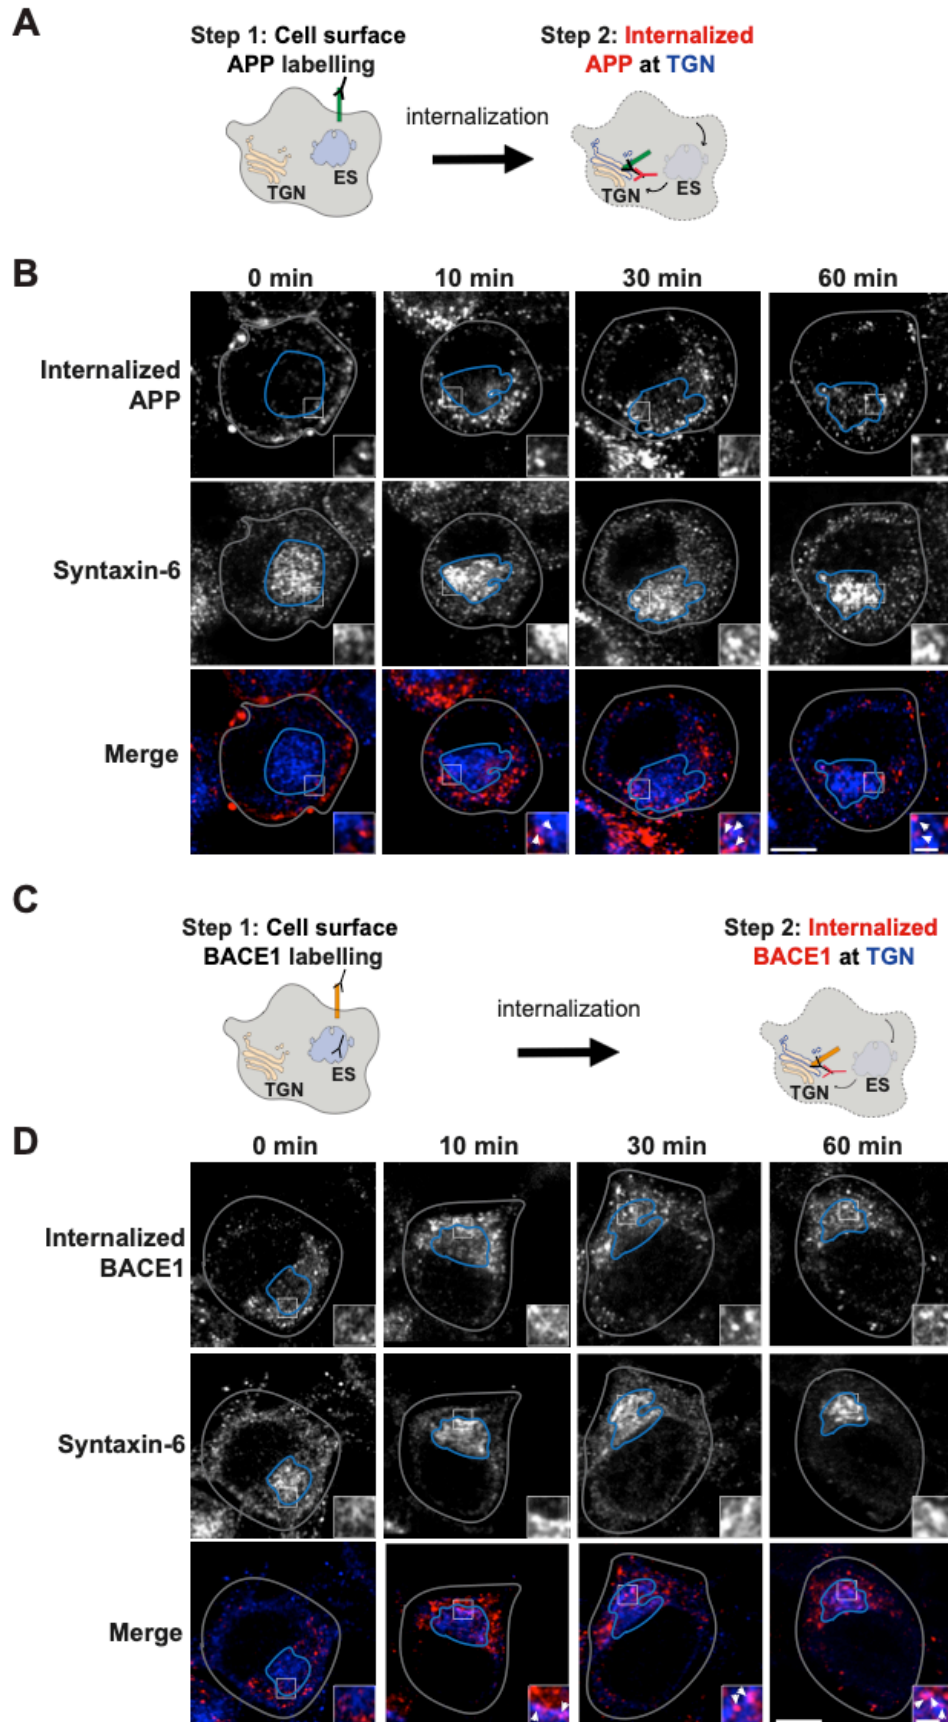 A
Step 1: Cell surface
APP labelling
Step 2: Internalized
APP at TGN
internalization
TGN
ES
TGN
ES
B
0 min
10 min
30 min
60 min
Internalized
APP
Syntaxin-6
Merge
C
Step 1: Cell surface
BACE1 labelling
Step 2: Internalized
BACE1 at TGN
internalization
TGN
ES
TGN
ES
D
0 min
10 min
30 min
60 min
Internalized
BACE1
Syntaxin-6
Merge